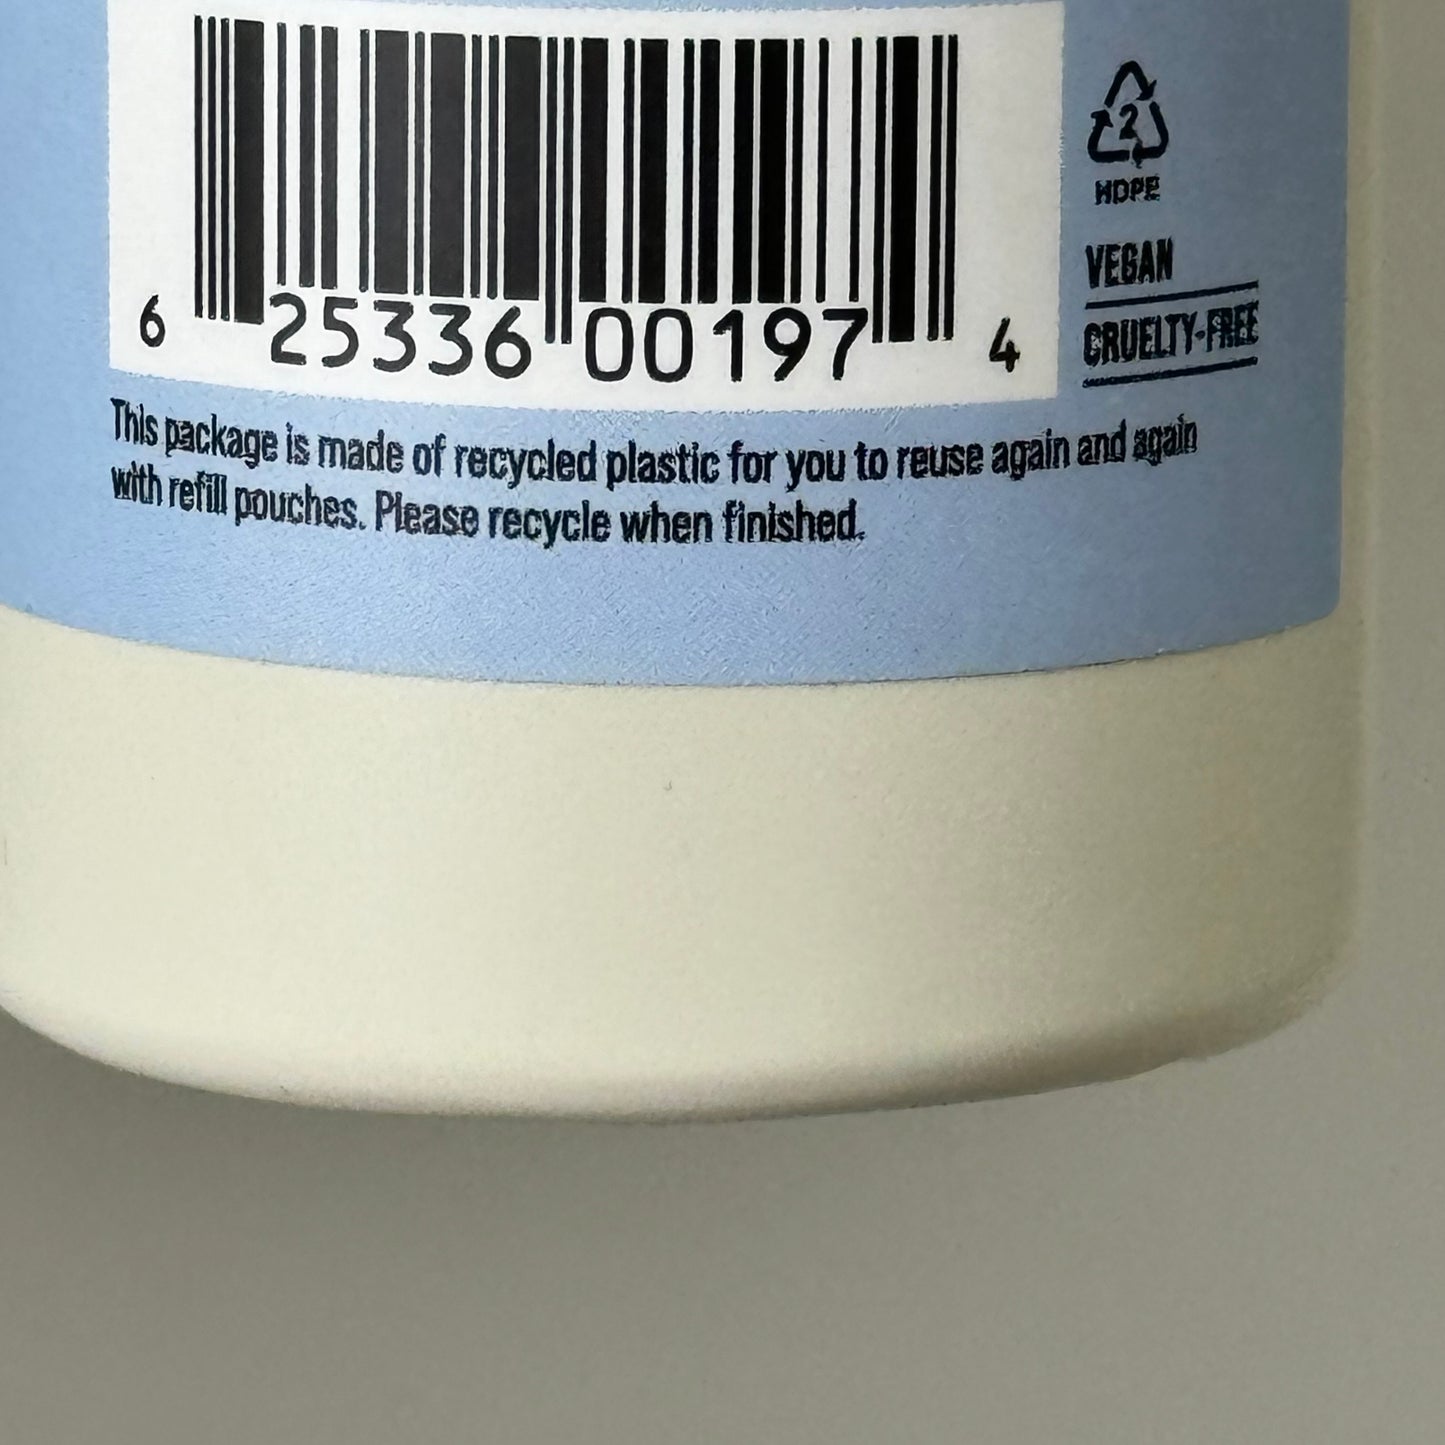 6 25336 00197 4
2
HDPE
VEGAN
CRUELTY-FREE
This package is made of recycled plastic for you to reuse again and again
with refill pouches. Please recycle when finished.